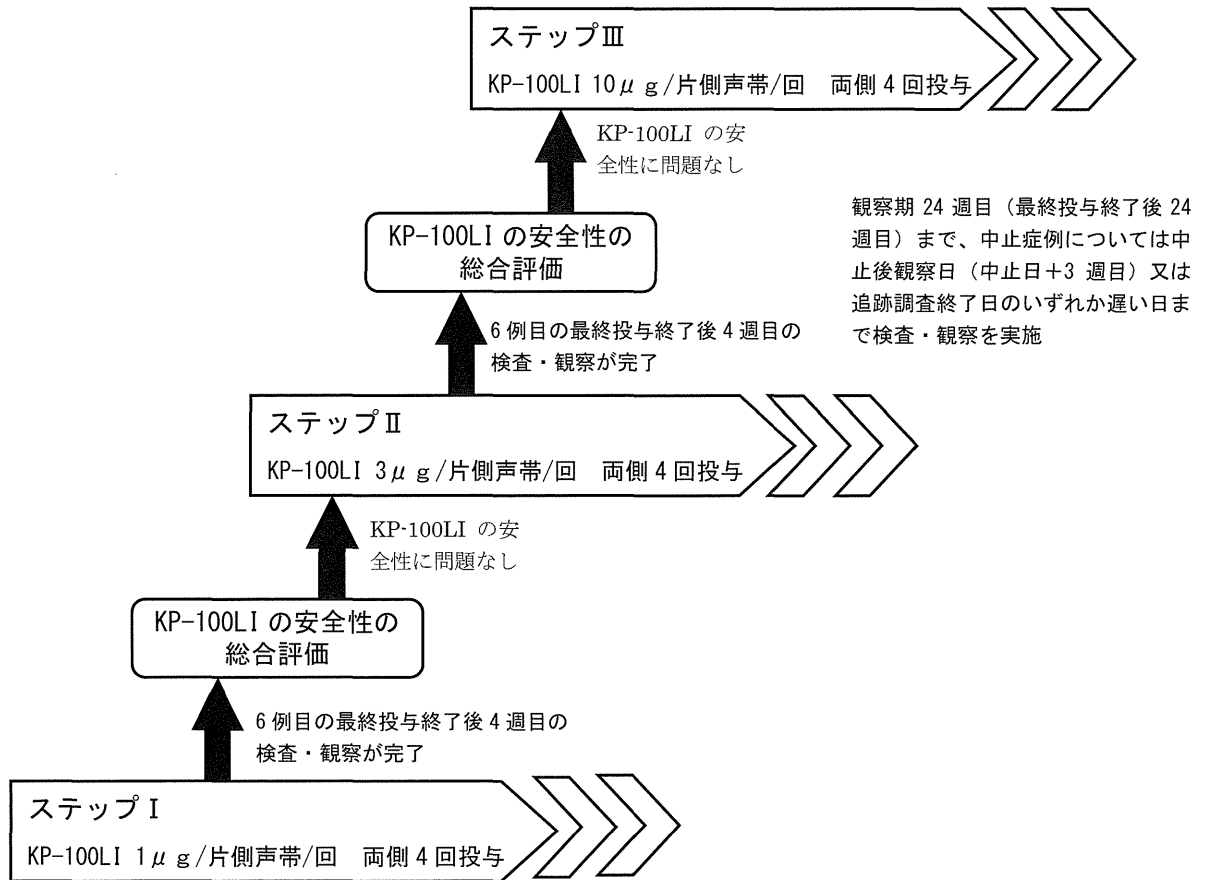 ステップⅢ
KP-100LI 10μg/片側声帯/回　両側4回投与
KP-100LI の安
全性に問題なし
KP-100LI の安全性の
総合評価
観察期 24 週目（最終投与終了後 24
週目）まで、中止症例については中
止後観察日（中止日＋3 週目）又は
追跡調査終了日のいずれか遅い日ま
で検査・観察を実施
6 例目の最終投与終了後 4 週目の
検査・観察が完了
ステップⅡ
KP-100LI 3μg/片側声帯/回　両側4回投与
KP-100LI の安
全性に問題なし
KP-100LI の安全性の
総合評価
6 例目の最終投与終了後 4 週目の
検査・観察が完了
ステップⅠ
KP-100LI 1μg/片側声帯/回　両側4回投与